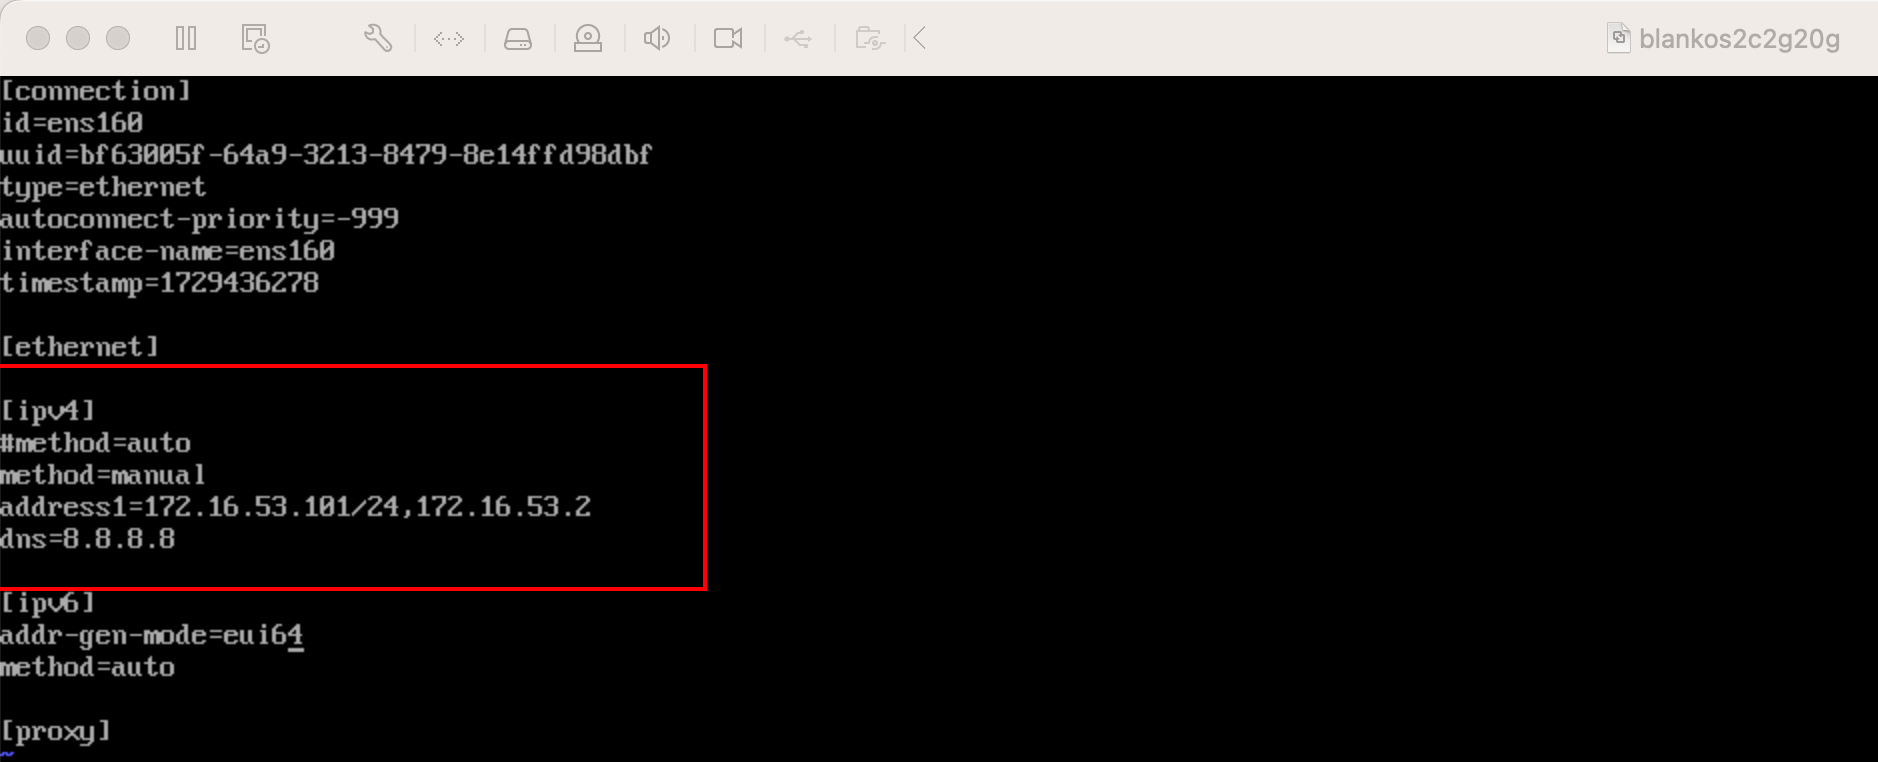 blankos2c2g20g
[connection]
id=ens160
uuid=bf63005f-64a9-3213-8479-8e14ffd98dbf
type=ethernet
autoconnect-priority=-999
interface-name=ens160
timestamp=1729436278
[ethernet]
[ipv4]
#method=auto
method=manual
address1=172.16.53.101/24,172.16.53.2
dns=8.8.8.8
[ipv6]
addr-gen-mode=eui64
method=auto
[proxy]
~